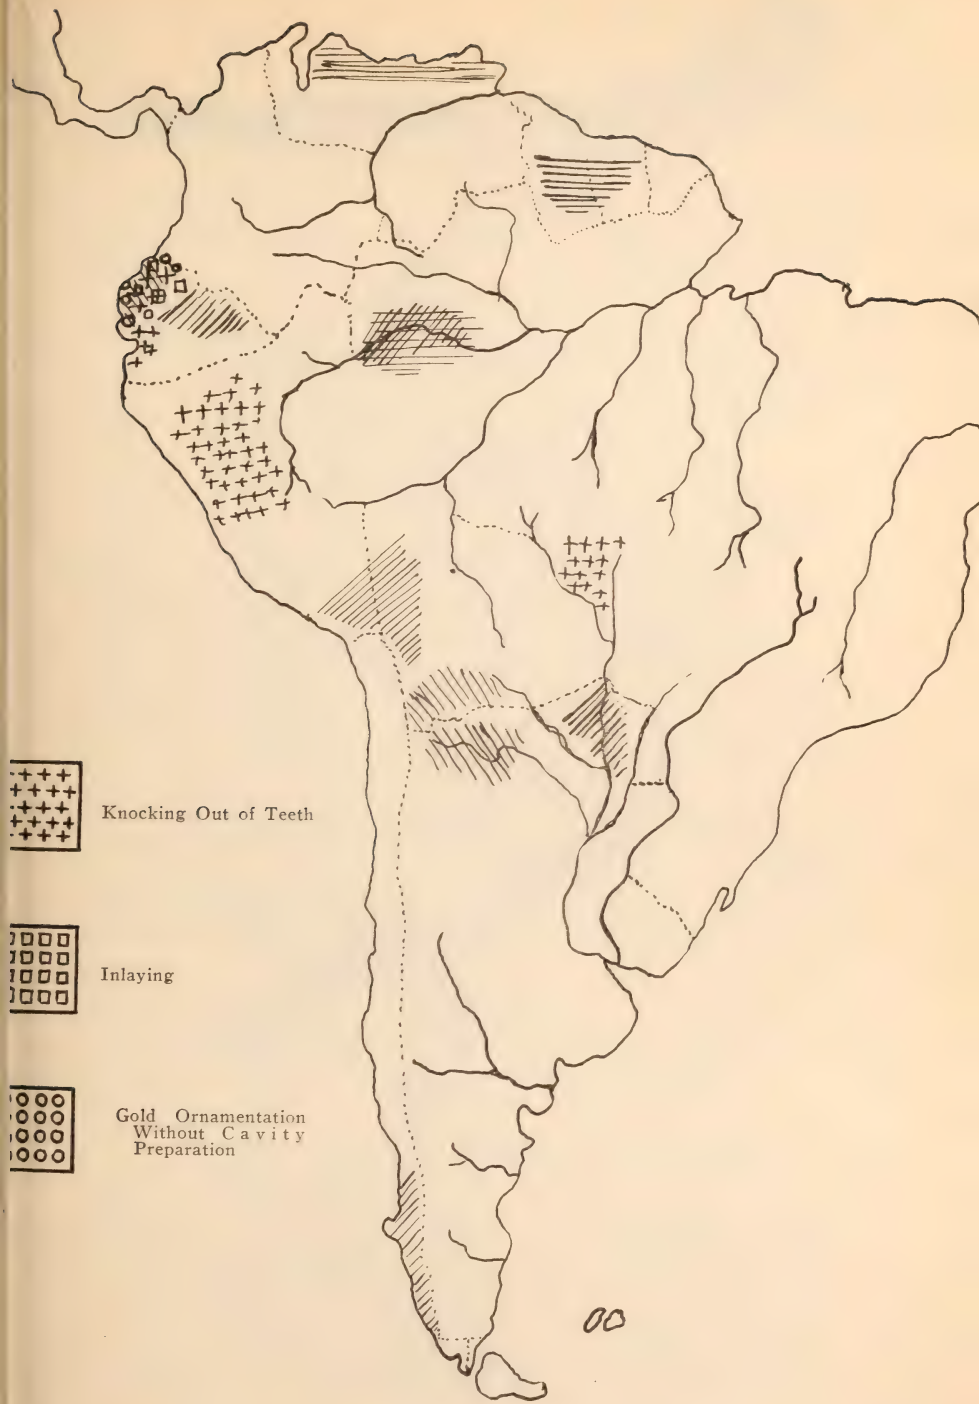 Knocking Out of Teeth
Inlaying
Gold Ornamentation
Without Cavity
Preparation